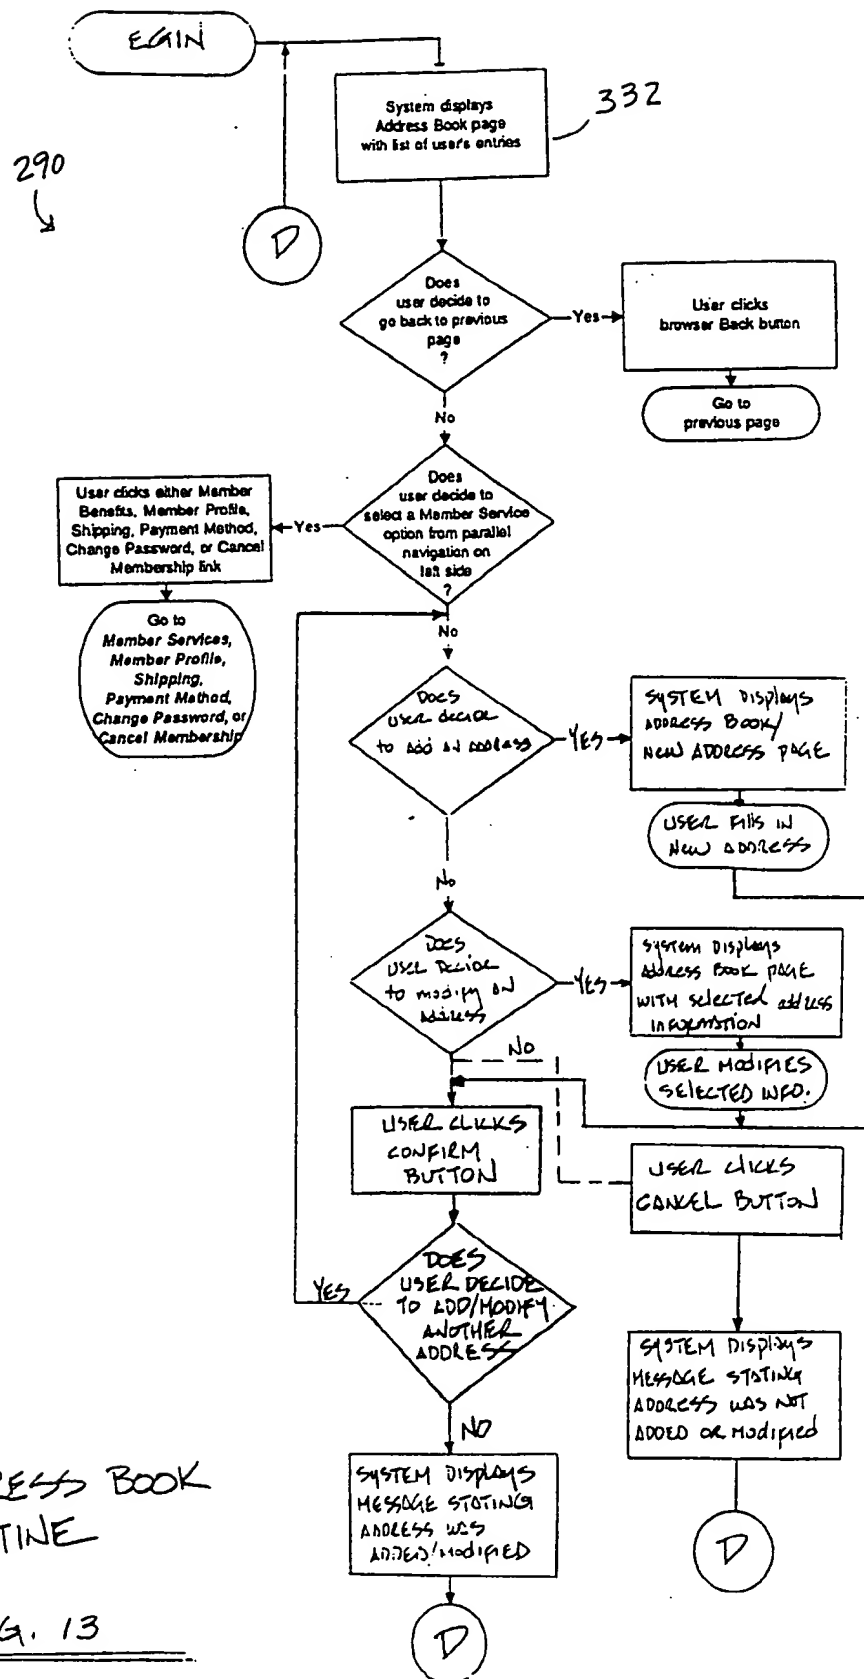 EGIN
System displays
Address Book page
with list of user's entries
332
290
D
Does
user decide to
go back to previous
page
?
Yes
User clicks
browser Back button
Go to
previous page
No
Does
user decide to
select a Member Service
option from parallel
navigation on
left side
?
Yes
User clicks either Member
Benefits, Member Profile,
Shipping, Payment Method,
Change Password, or Cancel
Membership link
Go to
Member Services,
Member Profile,
Shipping,
Payment Method,
Change Password, or
Cancel Membership
No
DOES
USER DECIDE
to ADD AN ADDRESS
YES
SYSTEM Displays
ADDRESS BOOK/
NEW ADDRESS PAGE
USER FILLS IN
NEW ADDRESS
No
DOES
USER DECIDE
to modify AN
ADDRESS
YES
SYSTEM Displays
ADDRESS BOOK PAGE
WITH SELECTED address
INFORMATION
USER MODIFIES
SELECTED INFO.
NO
USER CLICKS
CONFIRM
BUTTON
USER CLICKS
CANCEL BUTTON
DOES
USER DECIDE
TO ADD/MODIFY
ANOTHER
ADDRESS
YES
NO
SYSTEM DISPLAYS
MESSAGE STATING
ADDRESS WAS
ADDED/MODIFIED
SYSTEM DISPlays
MESSAGE STATING
ADDRESS WAS NOT
ADDED OR Modified
D
D
RESS BOOK
TINE
G. 13